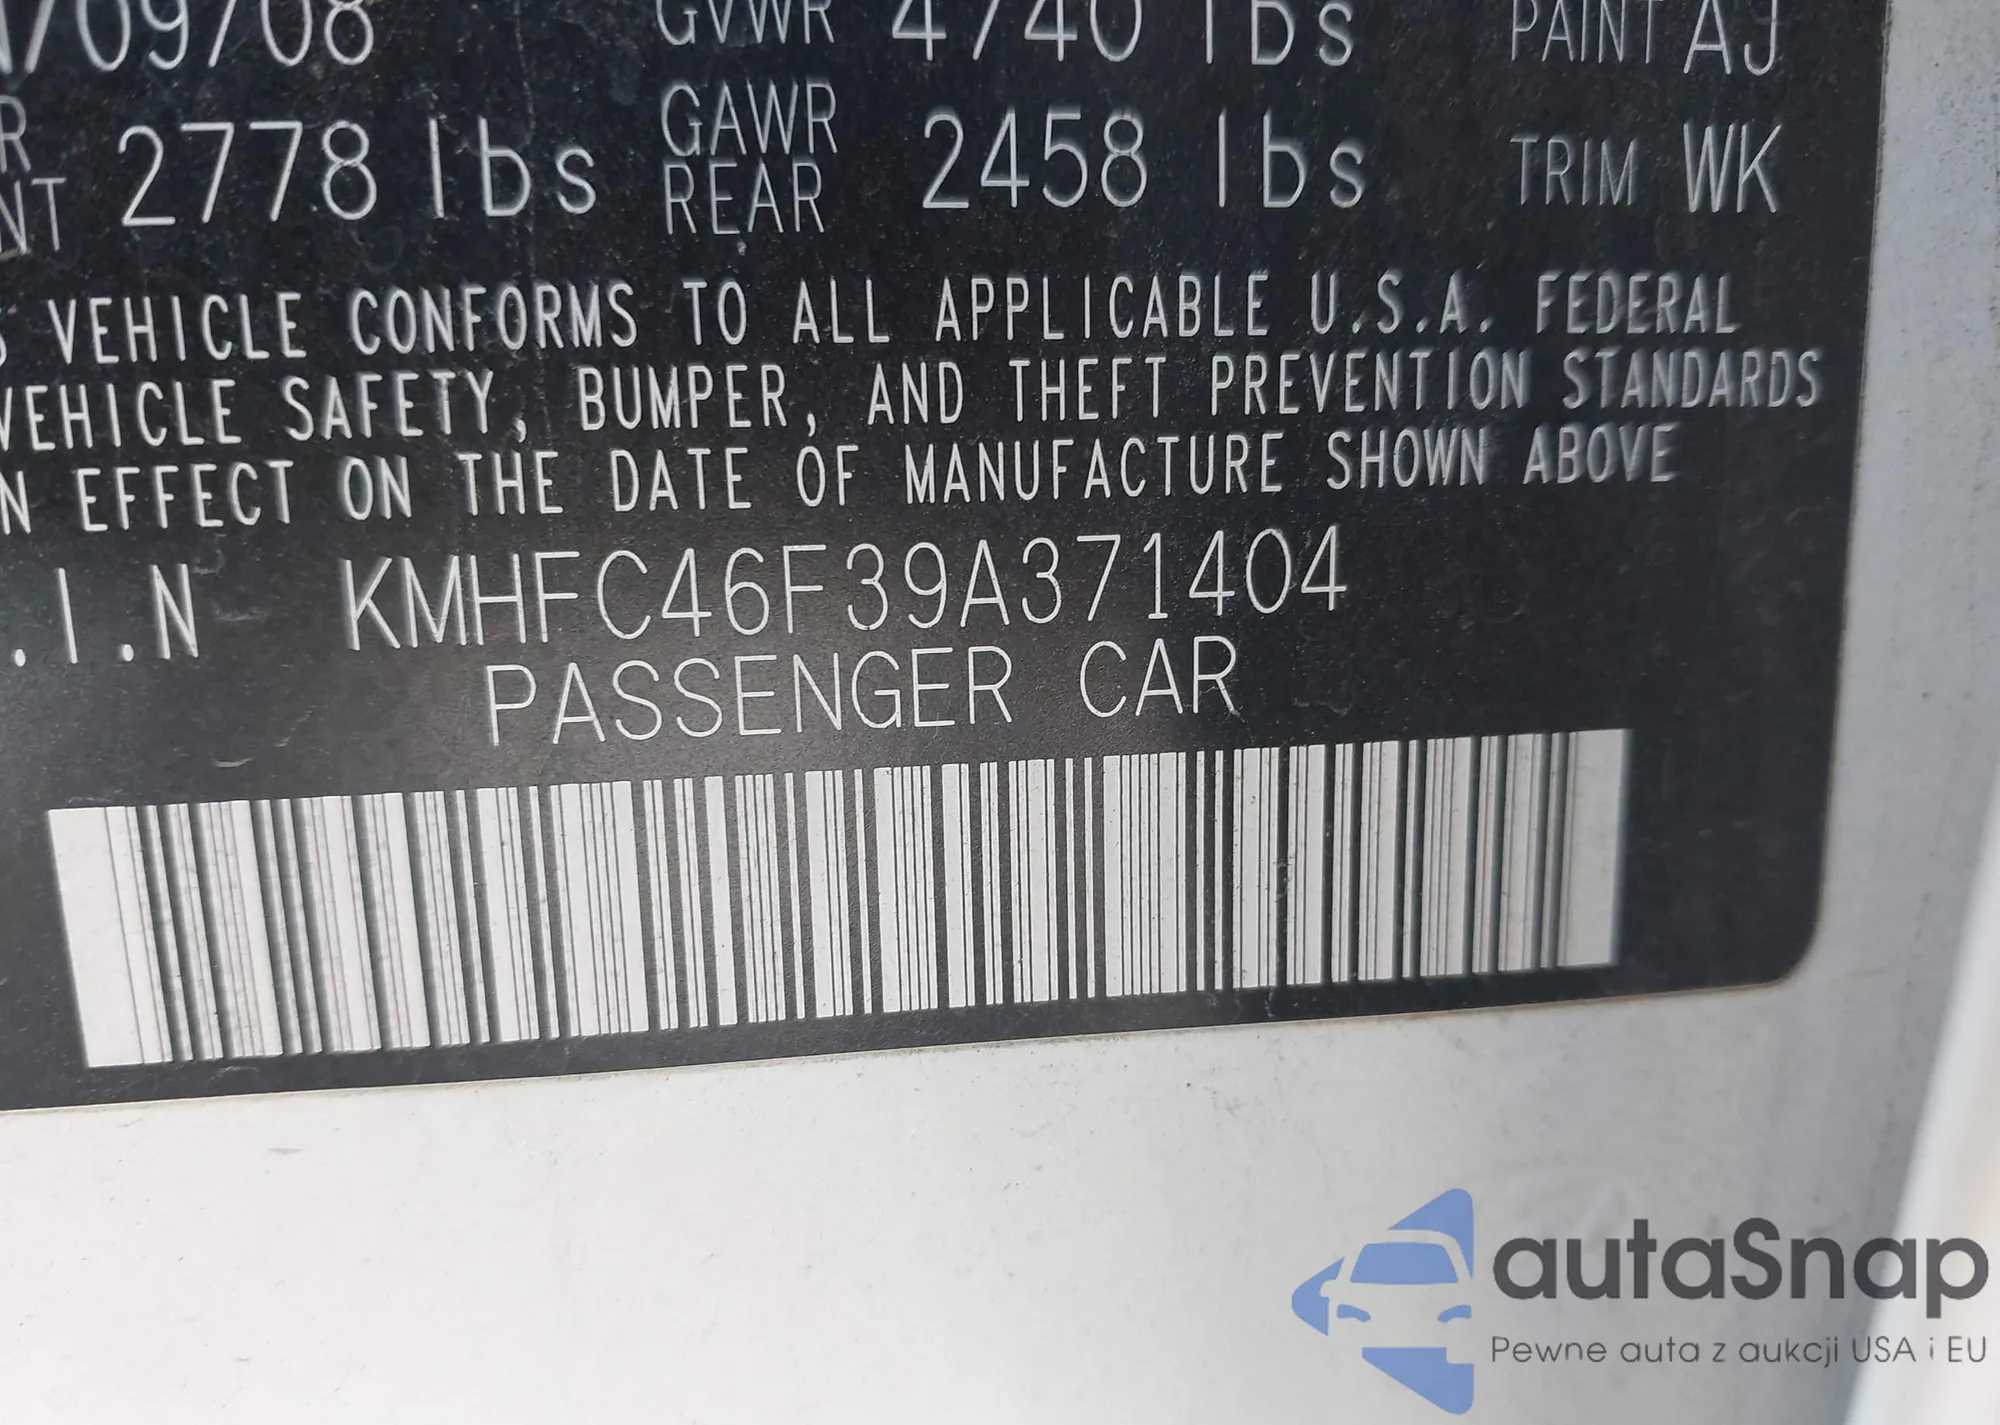 /09/08 GVWR 4740 lbs PAINT AJ
2778 lbs GAWR REAR 2458 lbs TRIM WK
VEHICLE CONFORMS TO ALL APPLICABLE U.S.A. FEDERAL
VEHICLE SAFETY, BUMPER, AND THEFT PREVENTION STANDARDS
N EFFECT ON THE DATE OF MANUFACTURE SHOWN ABOVE
.I.N KMHFC46F39A371404
PASSENGER CAR
autaSnap
Pewne auta z aukcji USA i EU